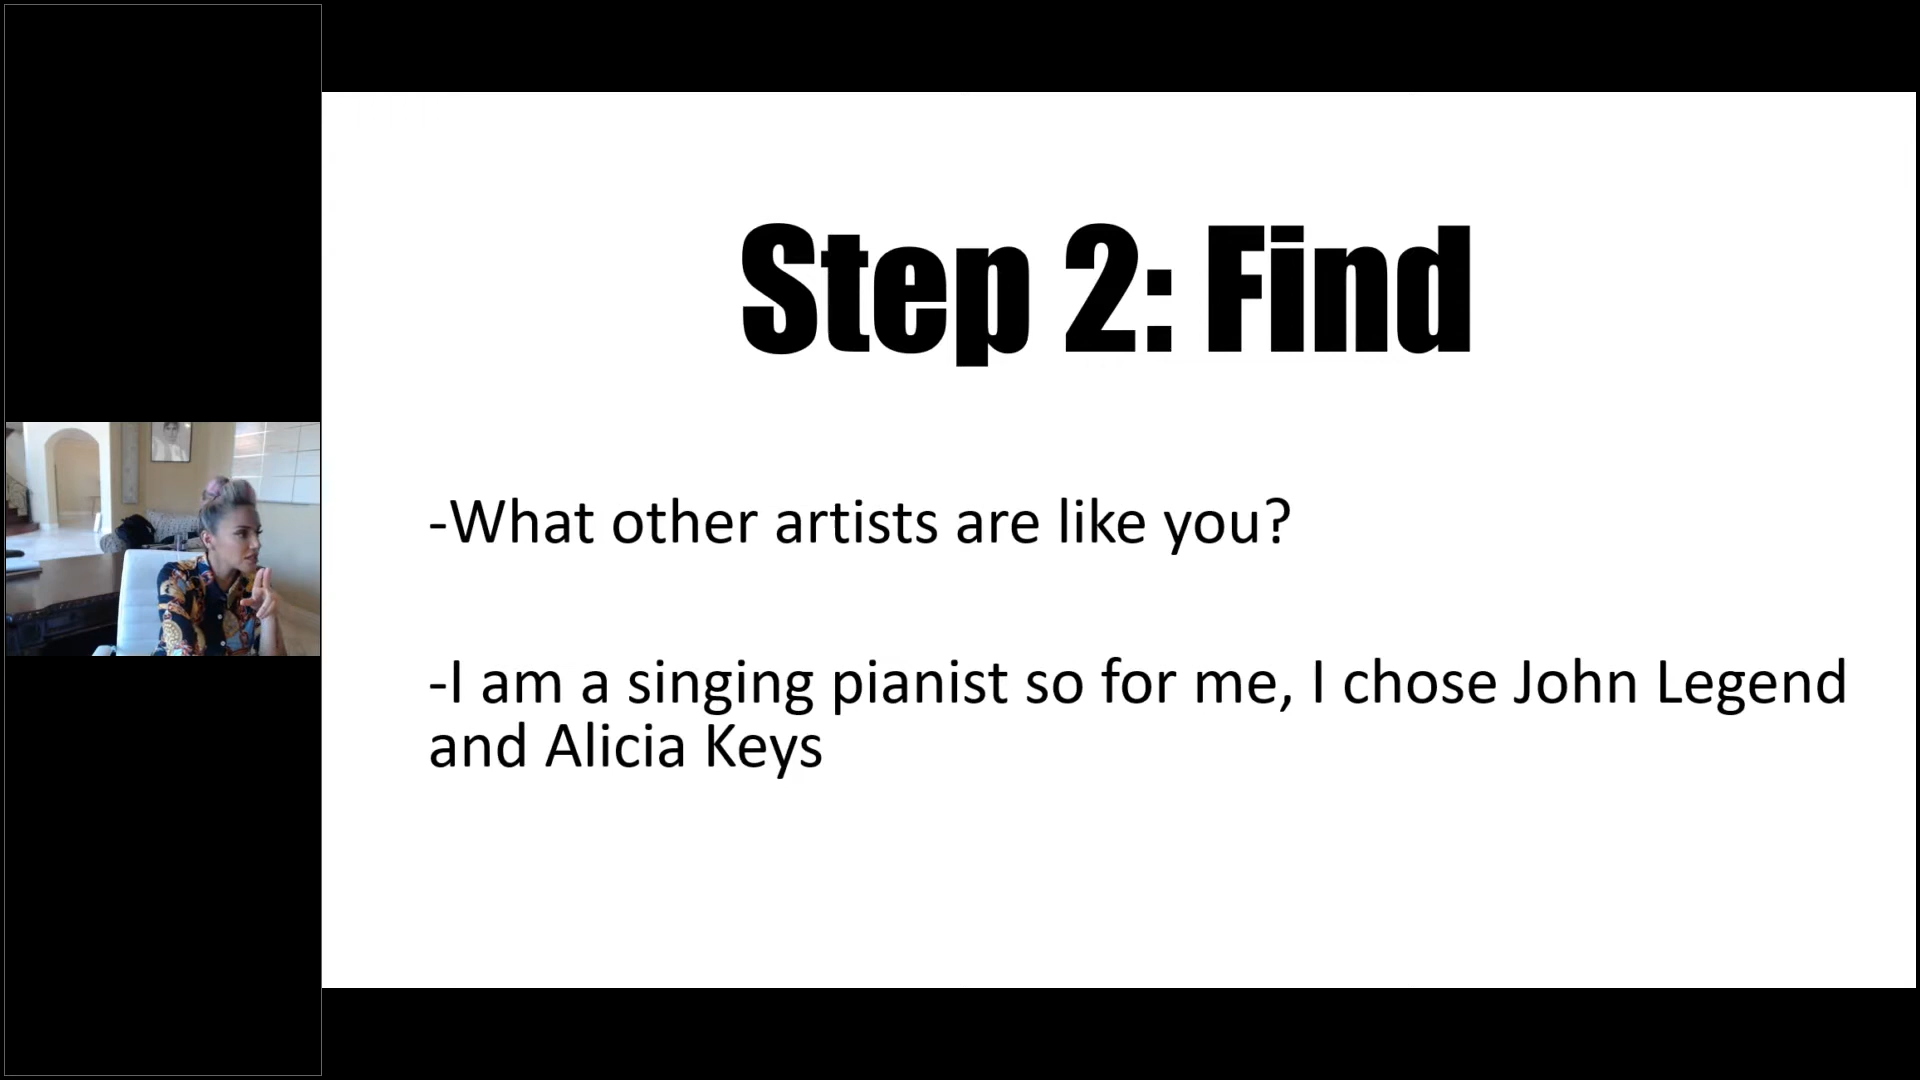 Step 2: Find
-What other artists are like you?
-I am a singing pianist so for me, I chose John Legend
and Alicia Keys